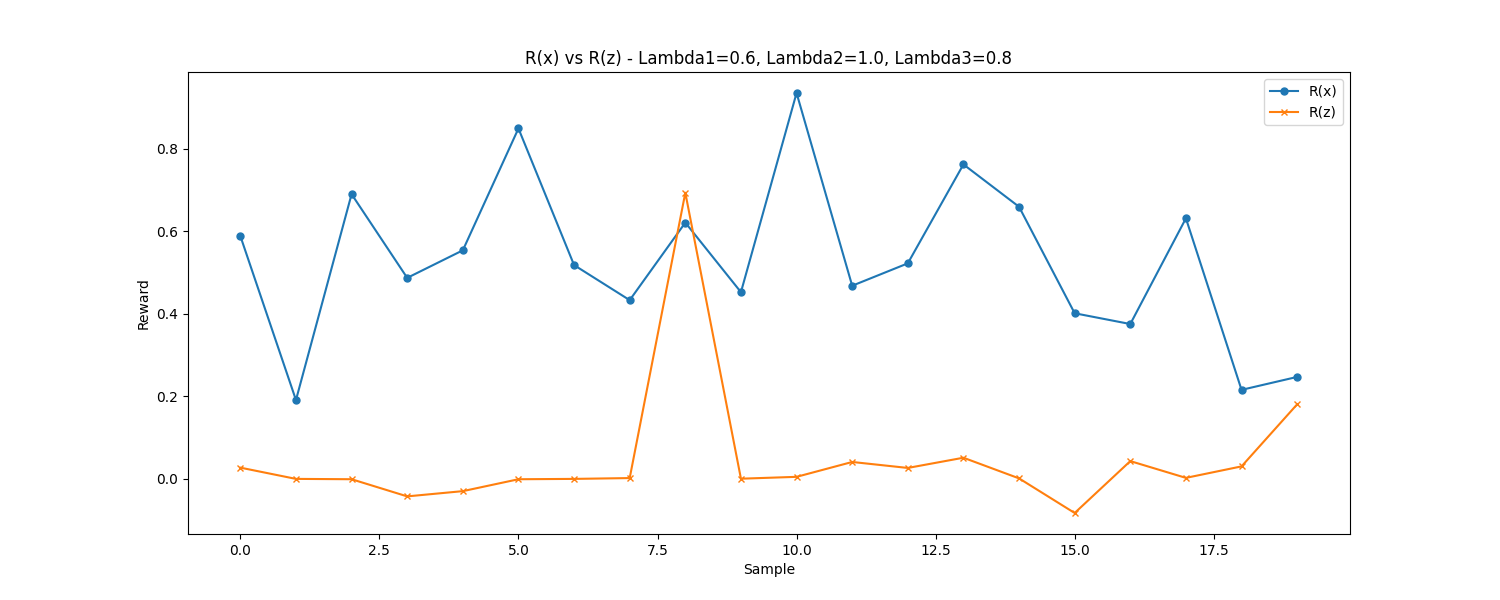 R(x) vs R(z) - Lambda1=0.6, Lambda2=1.0, Lambda3=0.8
R(x)
R(z)
Reward
0.8
0.6
0.4
0.2
0.0
0.0 2.5 5.0 7.5 10.0 12.5 15.0 17.5
Sample